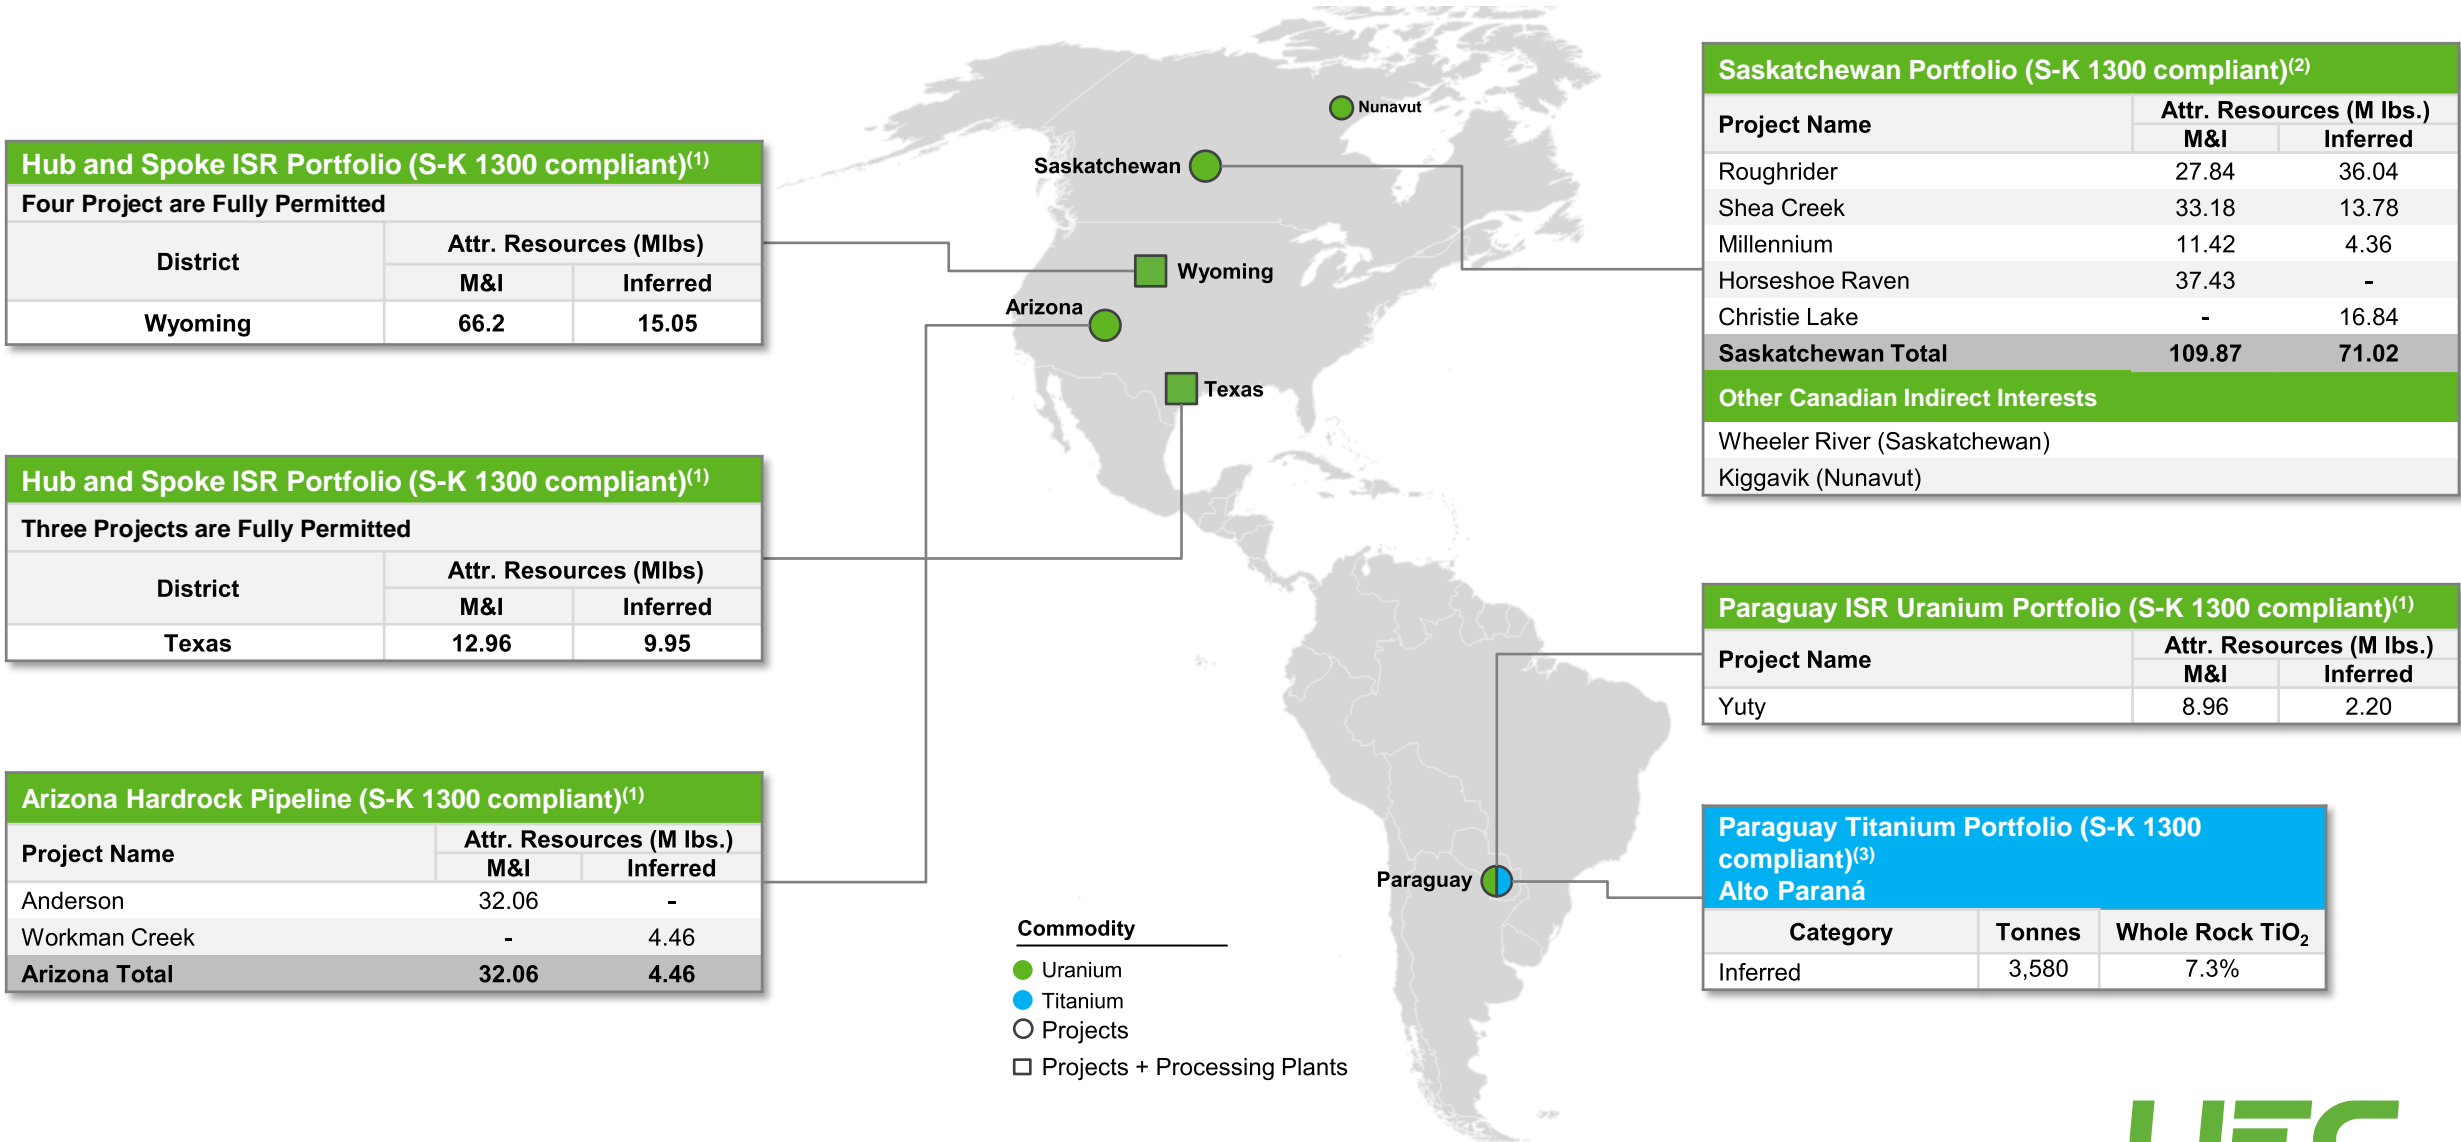 Hub and Spoke ISR Portfolio (S-K 1300 compliant)(1)
Four Project are Fully Permitted
District
Attr. Resources (Mlbs)
M&I Inferred
Wyoming 66.2 15.05
Hub and Spoke ISR Portfolio (S-K 1300 compliant)(1)
Three Projects are Fully Permitted
District
Attr. Resources (Mlbs)
M&I Inferred
Texas 12.96 9.95
Arizona Hardrock Pipeline (S-K 1300 compliant)(1)
Project Name
Attr. Resources (M lbs.)
M&I Inferred
Anderson 32.06 -
Workman Creek - 4.46
Arizona Total 32.06 4.46
Nunavut
Saskatchewan
Wyoming
Arizona
Texas
Paraguay
Commodity
Uranium
Titanium
Projects
Projects + Processing Plants
Saskatchewan Portfolio (S-K 1300 compliant)(2)
Project Name
Attr. Resources (M lbs.)
M&I Inferred
Roughrider 27.84 36.04
Shea Creek 33.18 13.78
Millennium 11.42 4.36
Horseshoe Raven 37.43 -
Christie Lake - 16.84
Saskatchewan Total 109.87 71.02
Other Canadian Indirect Interests
Wheeler River (Saskatchewan)
Kiggavik (Nunavut)
Paraguay ISR Uranium Portfolio (S-K 1300 compliant)(1)
Project Name
Attr. Resources (M lbs.)
M&I Inferred
Yuty 8.96 2.20
Paraguay Titanium Portfolio (S-K 1300
compliant)(3)
Alto Paraná
Category Tonnes Whole Rock TiO2
Inferred 3,580 7.3%
UEC